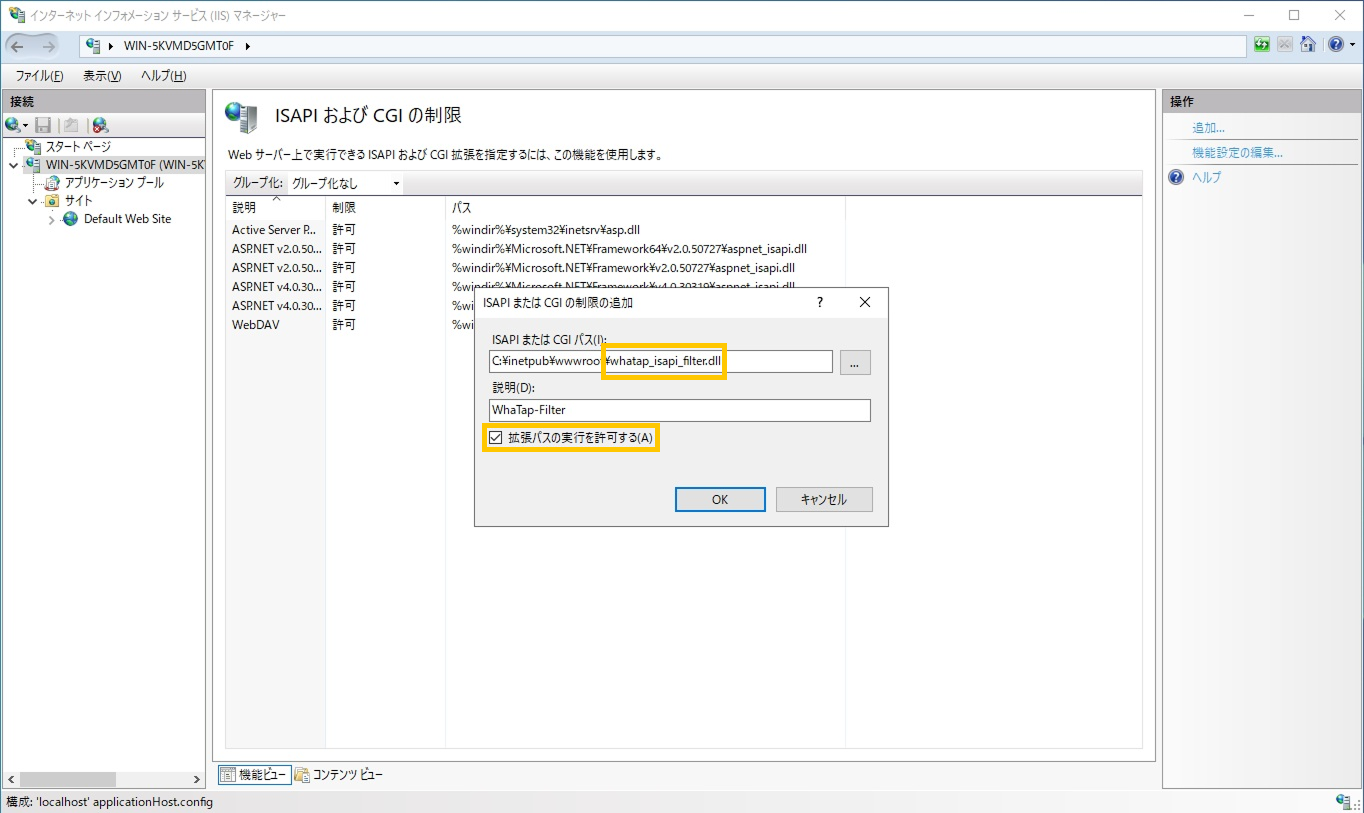 インターネット インフォメーション サービス (IIS) マネージャー
WIN-5KVMD5GMT0F
ファイル(F) 表示(V) ヘルプ(H)
接続
スタート ページ
WIN-5KVMD5GMT0F (WIN-5K
アプリケーション プール
サイト
Default Web Site
ISAPI および CGI の制限
Web サーバー上で実行できる ISAPI および CGI 拡張を指定するには、この機能を使用します。
グループ化: グループ化なし
説明 制限 パス
Active Server P... 許可 %windir%¥system32¥inetsrv¥asp.dll
ASP.NET v2.0.50... 許可 %windir%¥Microsoft.NET¥Framework64¥v2.0.50727¥aspnet_isapi.dll
ASP.NET v2.0.50... 許可 %windir%¥Microsoft.NET¥Framework¥v2.0.50727¥aspnet_isapi.dll
ASP.NET v4.0.30... 許可 %windir%¥Microsoft.NET¥Framework¥v4.0.30319¥aspnet_isapi.dll
ASP.NET v4.0.30... 許可 %wi
WebDAV 許可 %wi
ISAPI または CGI の制限の追加
?
ISAPI または CGI パス(I):
C:¥inetpub¥wwwroot¥whatap_isapi_filter.dll
...
説明(D):
WhaTap-Filter
拡張パスの実行を許可する(A)
OK キャンセル
操作
追加...
機能設定の編集...
ヘルプ
機能ビュー コンテンツ ビュー
構成: 'localhost' applicationHost.config